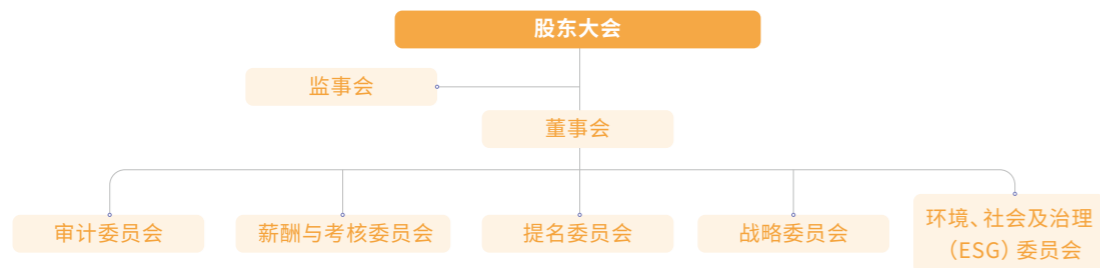 股东大会
监事会
董事会
审计委员会
薪酬与考核委员会
提名委员会
战略委员会
环境、社会及治理
（ESG）委员会